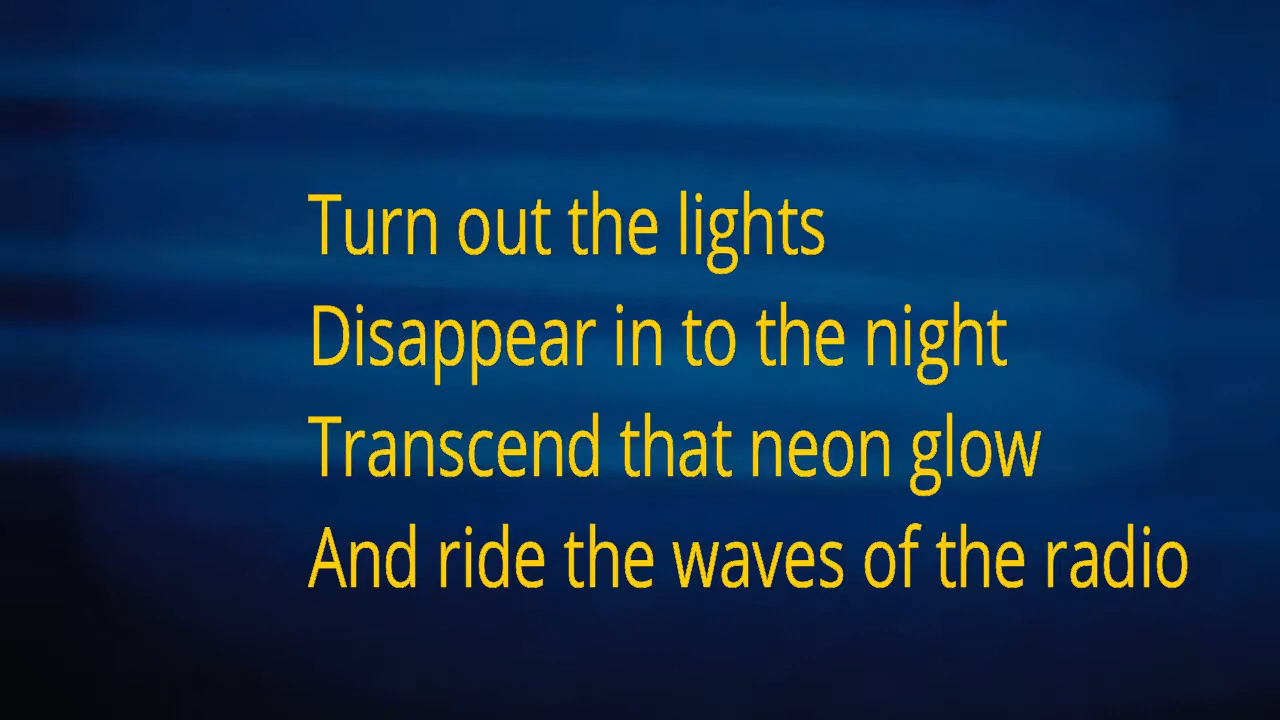 Turn out the lights
Disappear in to the night
Transcend that neon glow
And ride the waves of the radio